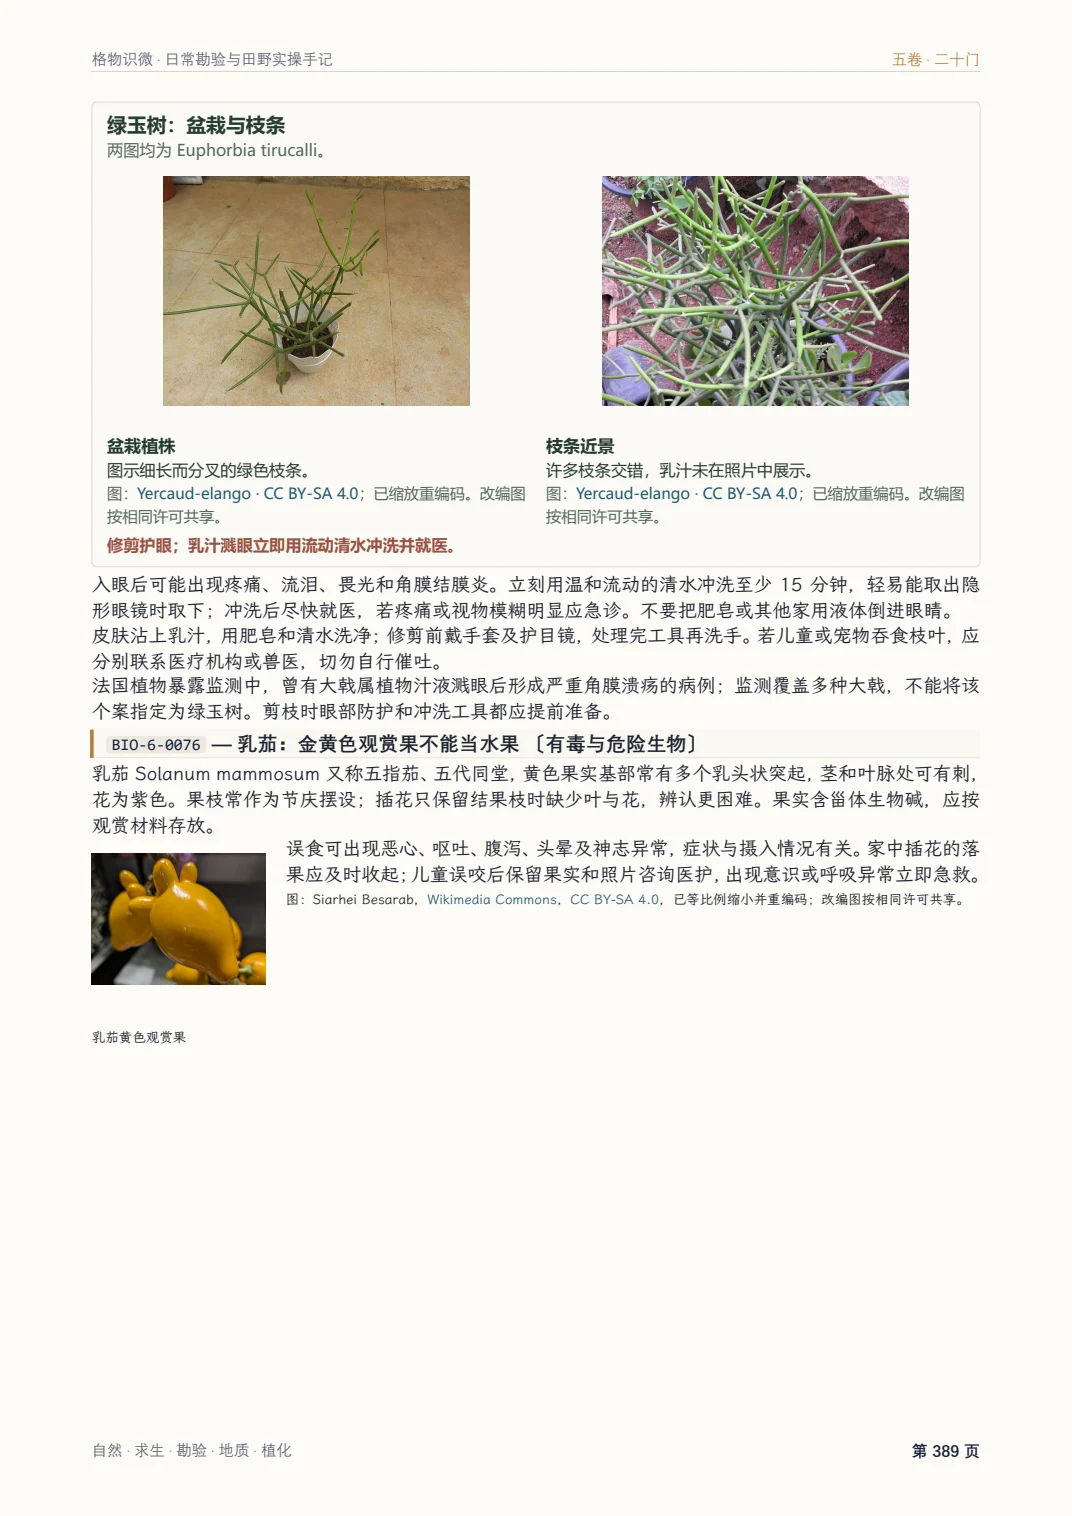 格物识微 · 日常勘验与田野实操手记
五卷 · 二十门
绿玉树：盆栽与枝条
两图均为 Euphorbia tirucalli。
盆栽植株
图示细长而分叉的绿色枝条。
图：Yercaud-elango · CC BY-SA 4.0；已缩放重编码。改编图
按相同许可共享。
枝条近景
许多枝条交错，乳汁未在照片中展示。
图：Yercaud-elango · CC BY-SA 4.0；已缩放重编码。改编图
按相同许可共享。
修剪护眼；乳汁溅眼立即用流动清水冲洗并就医。
入眼后可能出现疼痛、流泪、畏光和角膜结膜炎。立刻用温和流动的清水冲洗至少 15 分钟，轻易能取出隐
形眼镜时取下；冲洗后尽快就医，若疼痛或视物模糊明显应急诊。不要把肥皂或其他家用液体倒进眼睛。
皮肤沾上乳汁，用肥皂和清水洗净；修剪前戴手套及护目镜，处理完工具再洗手。若儿童或宠物吞食枝叶，应
分别联系医疗机构或兽医，切勿自行催吐。
法国植物暴露监测中，曾有大戟属植物汁液溅眼后形成严重角膜溃疡的病例；监测覆盖多种大戟，不能将该
个案指定为绿玉树。剪枝时眼部防护和冲洗工具都应提前准备。
BIO-6-0076 — 乳茄：金黄色观赏果不能当水果 〔有毒与危险生物〕
乳茄 Solanum mammosum 又称五指茄、五代同堂，黄色果实基部常有多个乳头状突起，茎和叶脉处可有刺，
花为紫色。果枝常作为节庆摆设；插花只保留结果枝时缺少叶与花，辨认更困难。果实含甾体生物碱，应按
观赏材料存放。
误食可出现恶心、呕吐、腹泻、头晕及神志异常，症状与摄入情况有关。家中插花的落
果应及时收起；儿童误咬后保留果实和照片咨询医护，出现意识或呼吸异常立即急救。
图：Siarhei Besarab，Wikimedia Commons，CC BY-SA 4.0，已等比例缩小并重编码；改编图按相同许可共享。
乳茄黄色观赏果
自然 · 求生 · 勘验 · 地质 · 植化
第 389 页